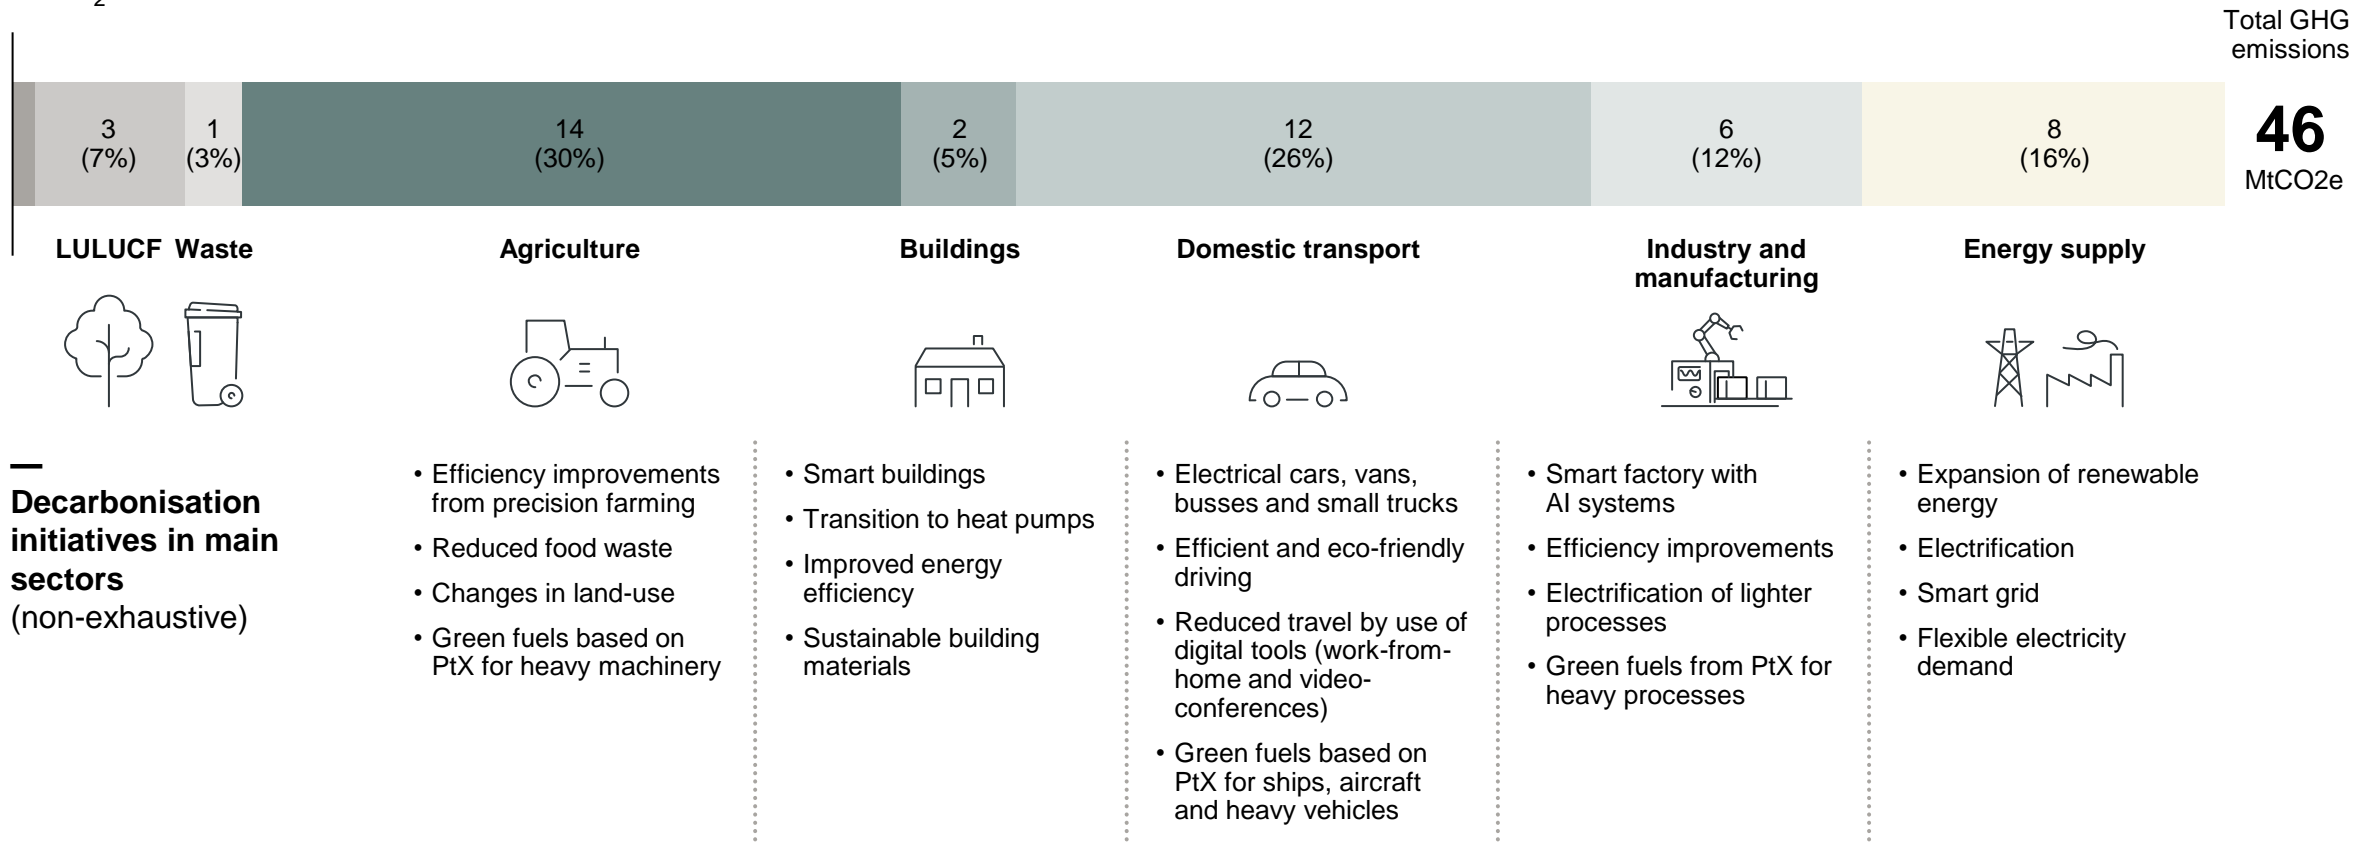 2
Total GHG
emissions
3
(7%)
1
(3%)
14
(30%)
2
(5%)
12
(26%)
6
(12%)
8
(16%)
46
MtCO2e
LULUCF
Waste
Agriculture
Buildings
Domestic transport
Industry and
manufacturing
Energy supply
Decarbonisation
initiatives in main
sectors
(non-exhaustive)
• Efficiency improvements
from precision farming
• Reduced food waste
• Changes in land-use
• Green fuels based on
PtX for heavy machinery
• Smart buildings
• Transition to heat pumps
• Improved energy
efficiency
• Sustainable building
materials
• Electrical cars, vans,
busses and small trucks
• Efficient and eco-friendly
driving
• Reduced travel by use of
digital tools (work-from-
home and video-
conferences)
• Green fuels based on
PtX for ships, aircraft
and heavy vehicles
• Smart factory with
AI systems
• Efficiency improvements
• Electrification of lighter
processes
• Green fuels from PtX for
heavy processes
• Expansion of renewable
energy
• Electrification
• Smart grid
• Flexible electricity
demand